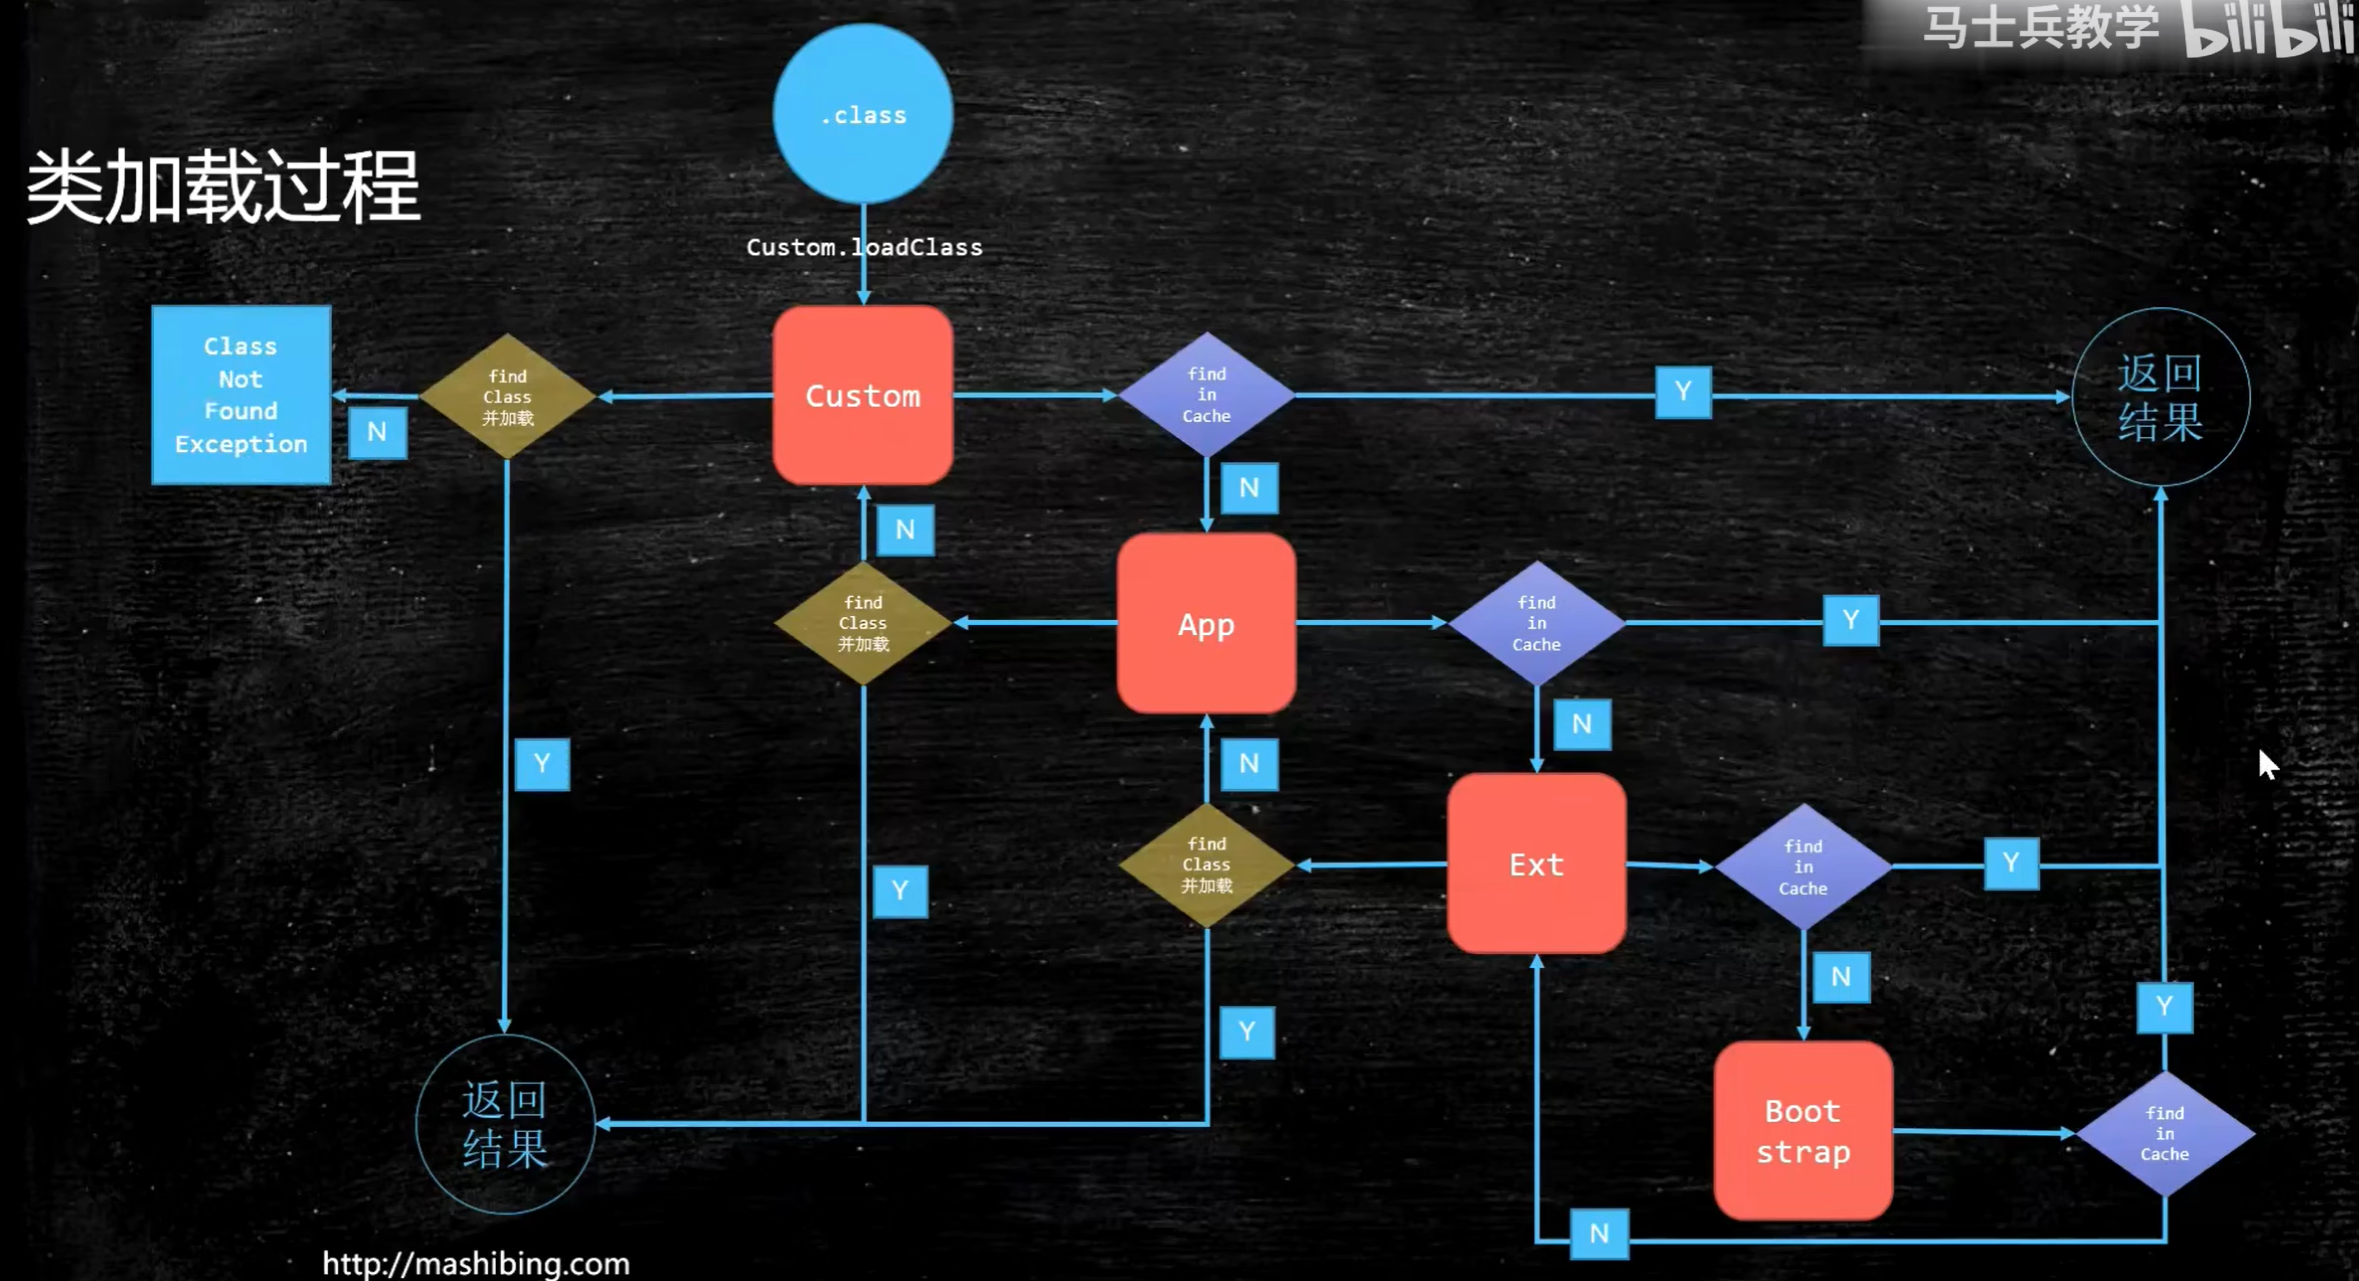 马士兵教学 bilibili
.class
类加载过程
Custom.loadClass
Class
Not
Found
Exception
N
find
Class
并加载
Custom
find
in
Cache
Y
返回
结果
N
N
find
Class
并加载
App
find
in
Cache
Y
N
Y
N
find
Class
并加载
Ext
find
in
Cache
Y
Y
N
Y
Y
返回
结果
Boot
strap
find
in
Cache
N
http://mashibing.com